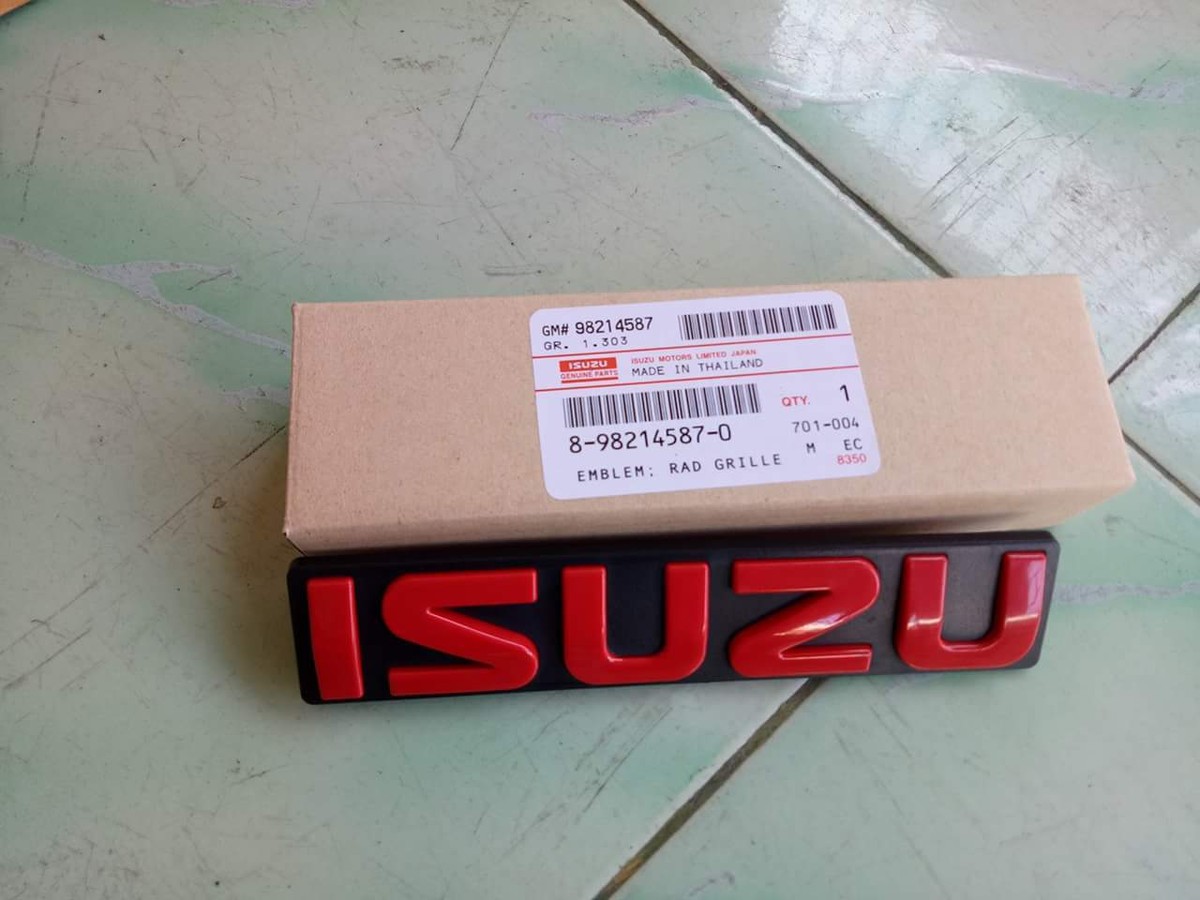 GM# 98214587
GR. 1.303
ISUZU
GENUINE PARTS
ISUZU MOTORS LIMITED JAPAN
MADE IN THAILAND
QTY. 1
8-98214587-0
701-004
EMBLEM; RAD GRILLE
M EC
8350
ISUZU